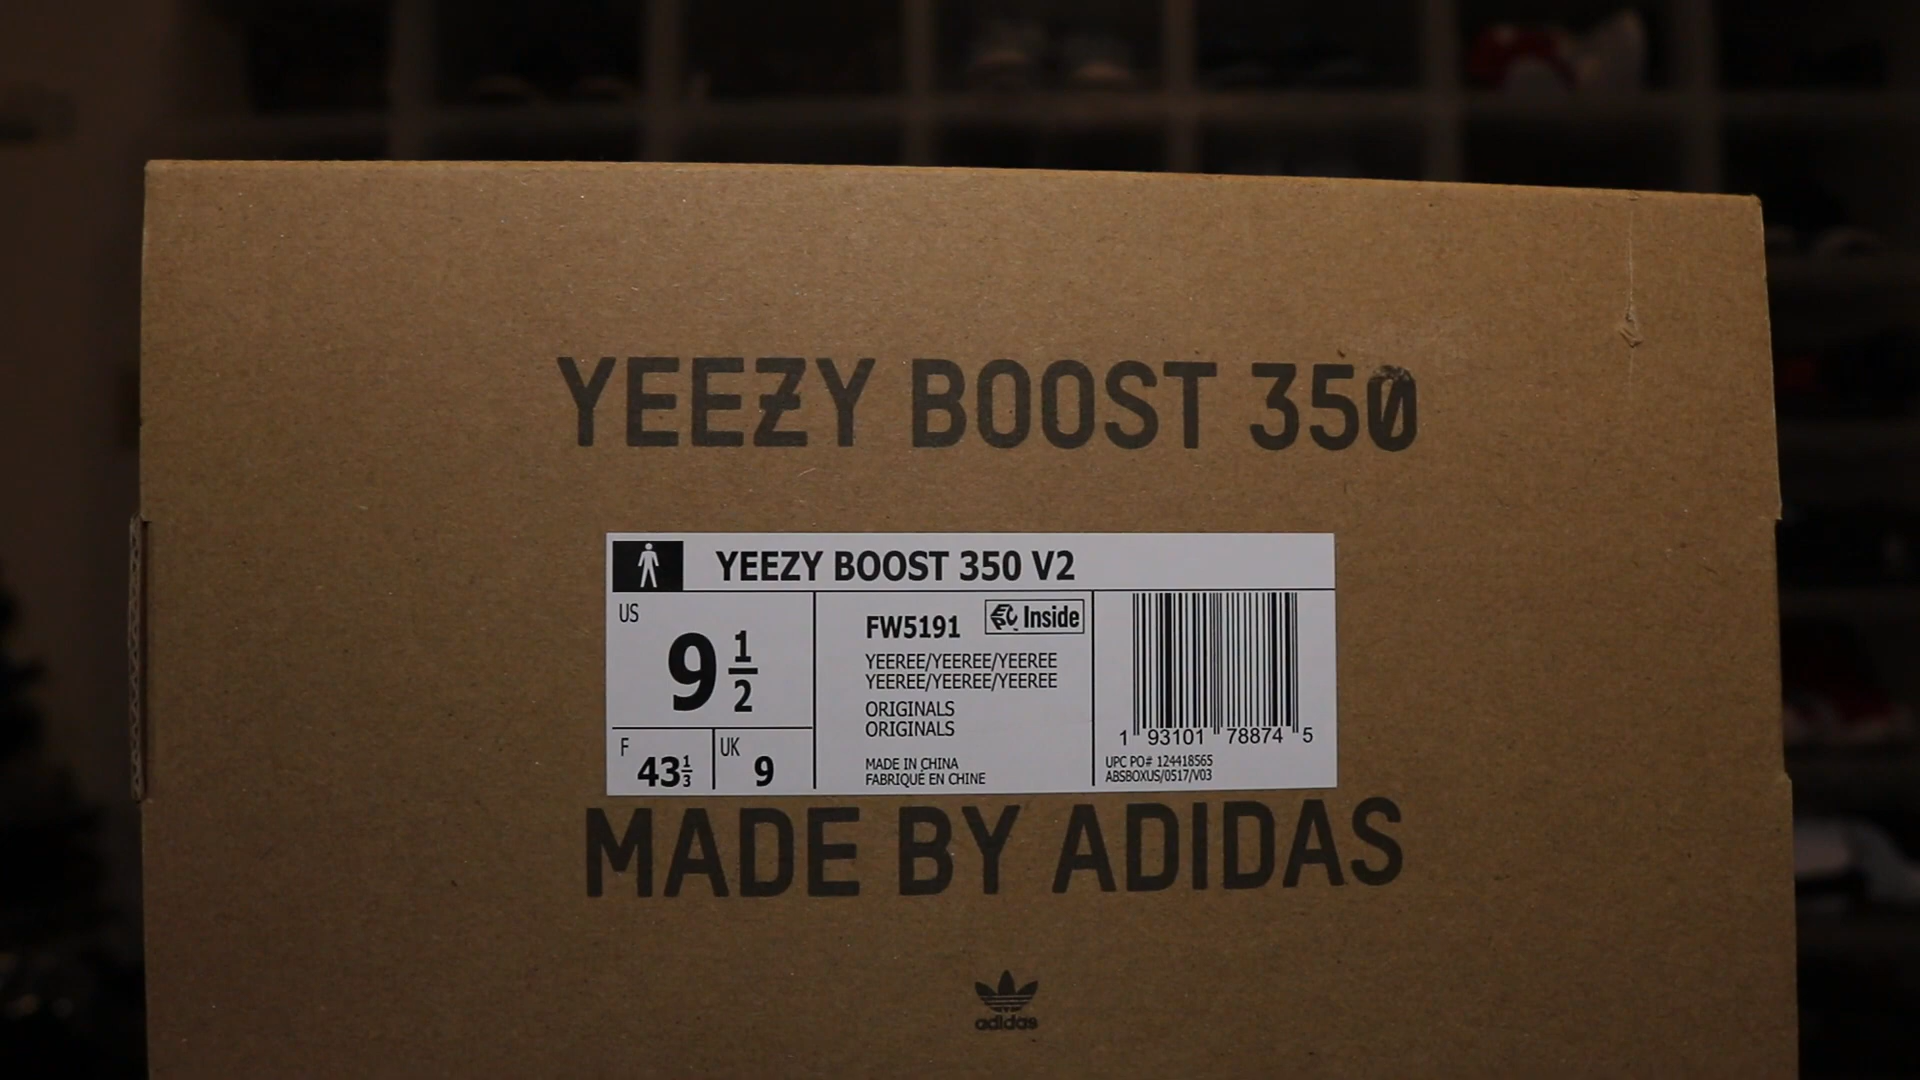 YEEZY BOOST 350
YEEZY BOOST 350 V2
US
9 1/2
F
43 1/3
UK
9
FW5191
Inside
YEEREE/YEEREE/YEEREE
YEEREE/YEEREE/YEEREE
ORIGINALS
ORIGINALS
MADE IN CHINA
FABRIQUÉ EN CHINE
1 93101 78874 5
UPC PO# 124418565
ABSBOXUS/0517/V03
MADE BY ADIDAS
adidas